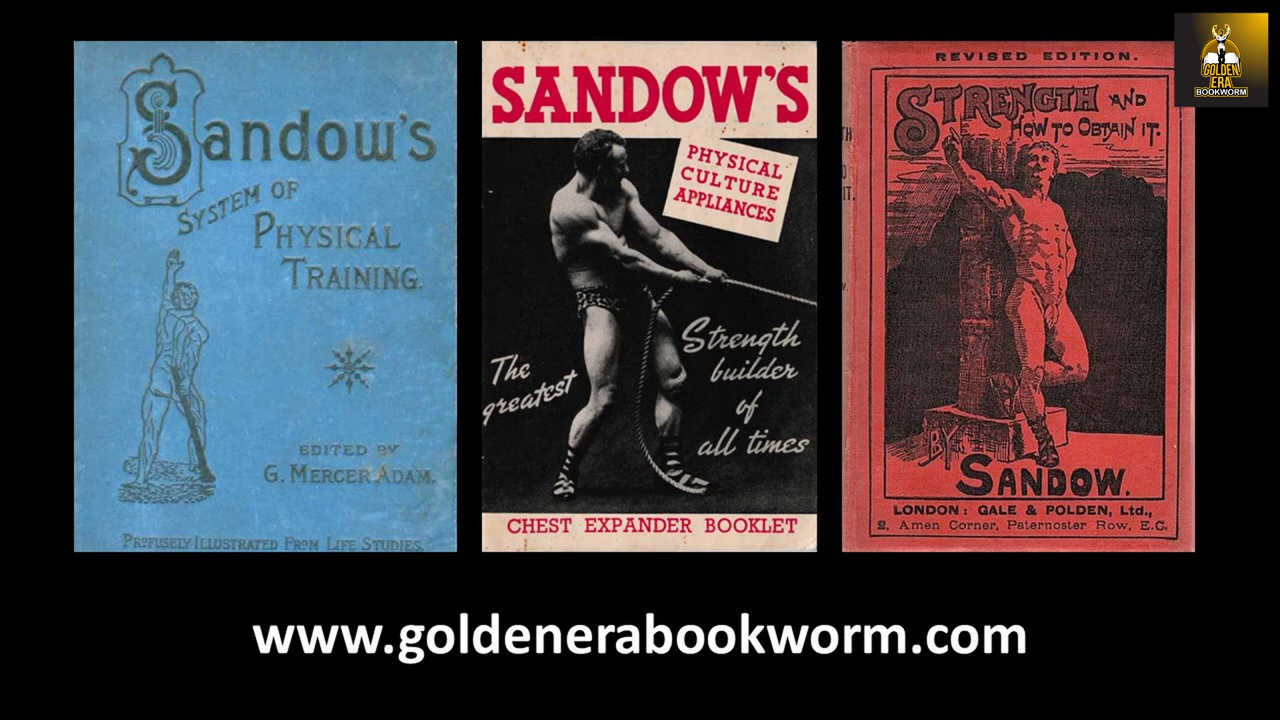 Sandow's
SYSTEM OF
PHYSICAL
TRAINING.
EDITED BY
G. MERCER ADAM.
PROFUSELY ILLUSTRATED FROM LIFE STUDIES.
SANDOW'S
PHYSICAL
CULTURE
APPLIANCES
The
greatest
Strength
builder
of
all times
CHEST EXPANDER BOOKLET
REVISED EDITION.
STRENGTH AND
HOW TO OBTAIN IT.
IT.
BY
SANDOW.
LONDON: GALE & POLDEN, Ltd.,
2, Amen Corner, Paternoster Row, E.C.
GOLDEN
ERA
BOOKWORM
www.goldenerabookworm.com